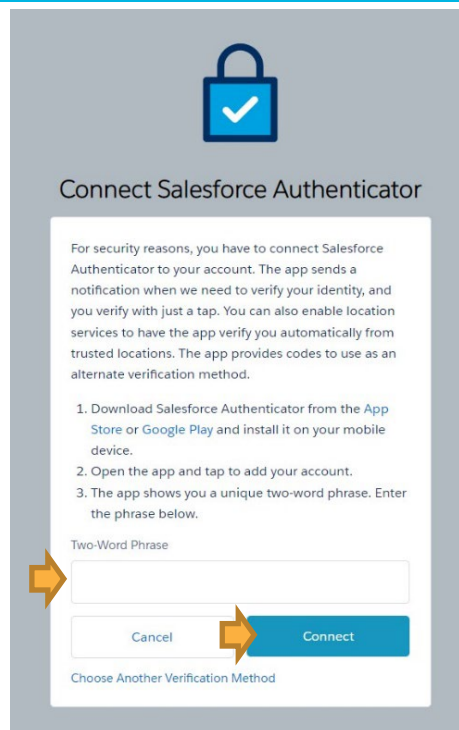 Connect Salesforce Authenticator
For security reasons, you have to connect Salesforce
Authenticator to your account. The app sends a
notification when we need to verify your identity, and
you verify with just a tap. You can also enable location
services to have the app verify you automatically from
trusted locations. The app provides codes to use as an
alternate verification method.
1. Download Salesforce Authenticator from the App
Store or Google Play and install it on your mobile
device.
2. Open the app and tap to add your account.
3. The app shows you a unique two-word phrase. Enter
the phrase below.
Two-Word Phrase
Cancel Connect
Choose Another Verification Method